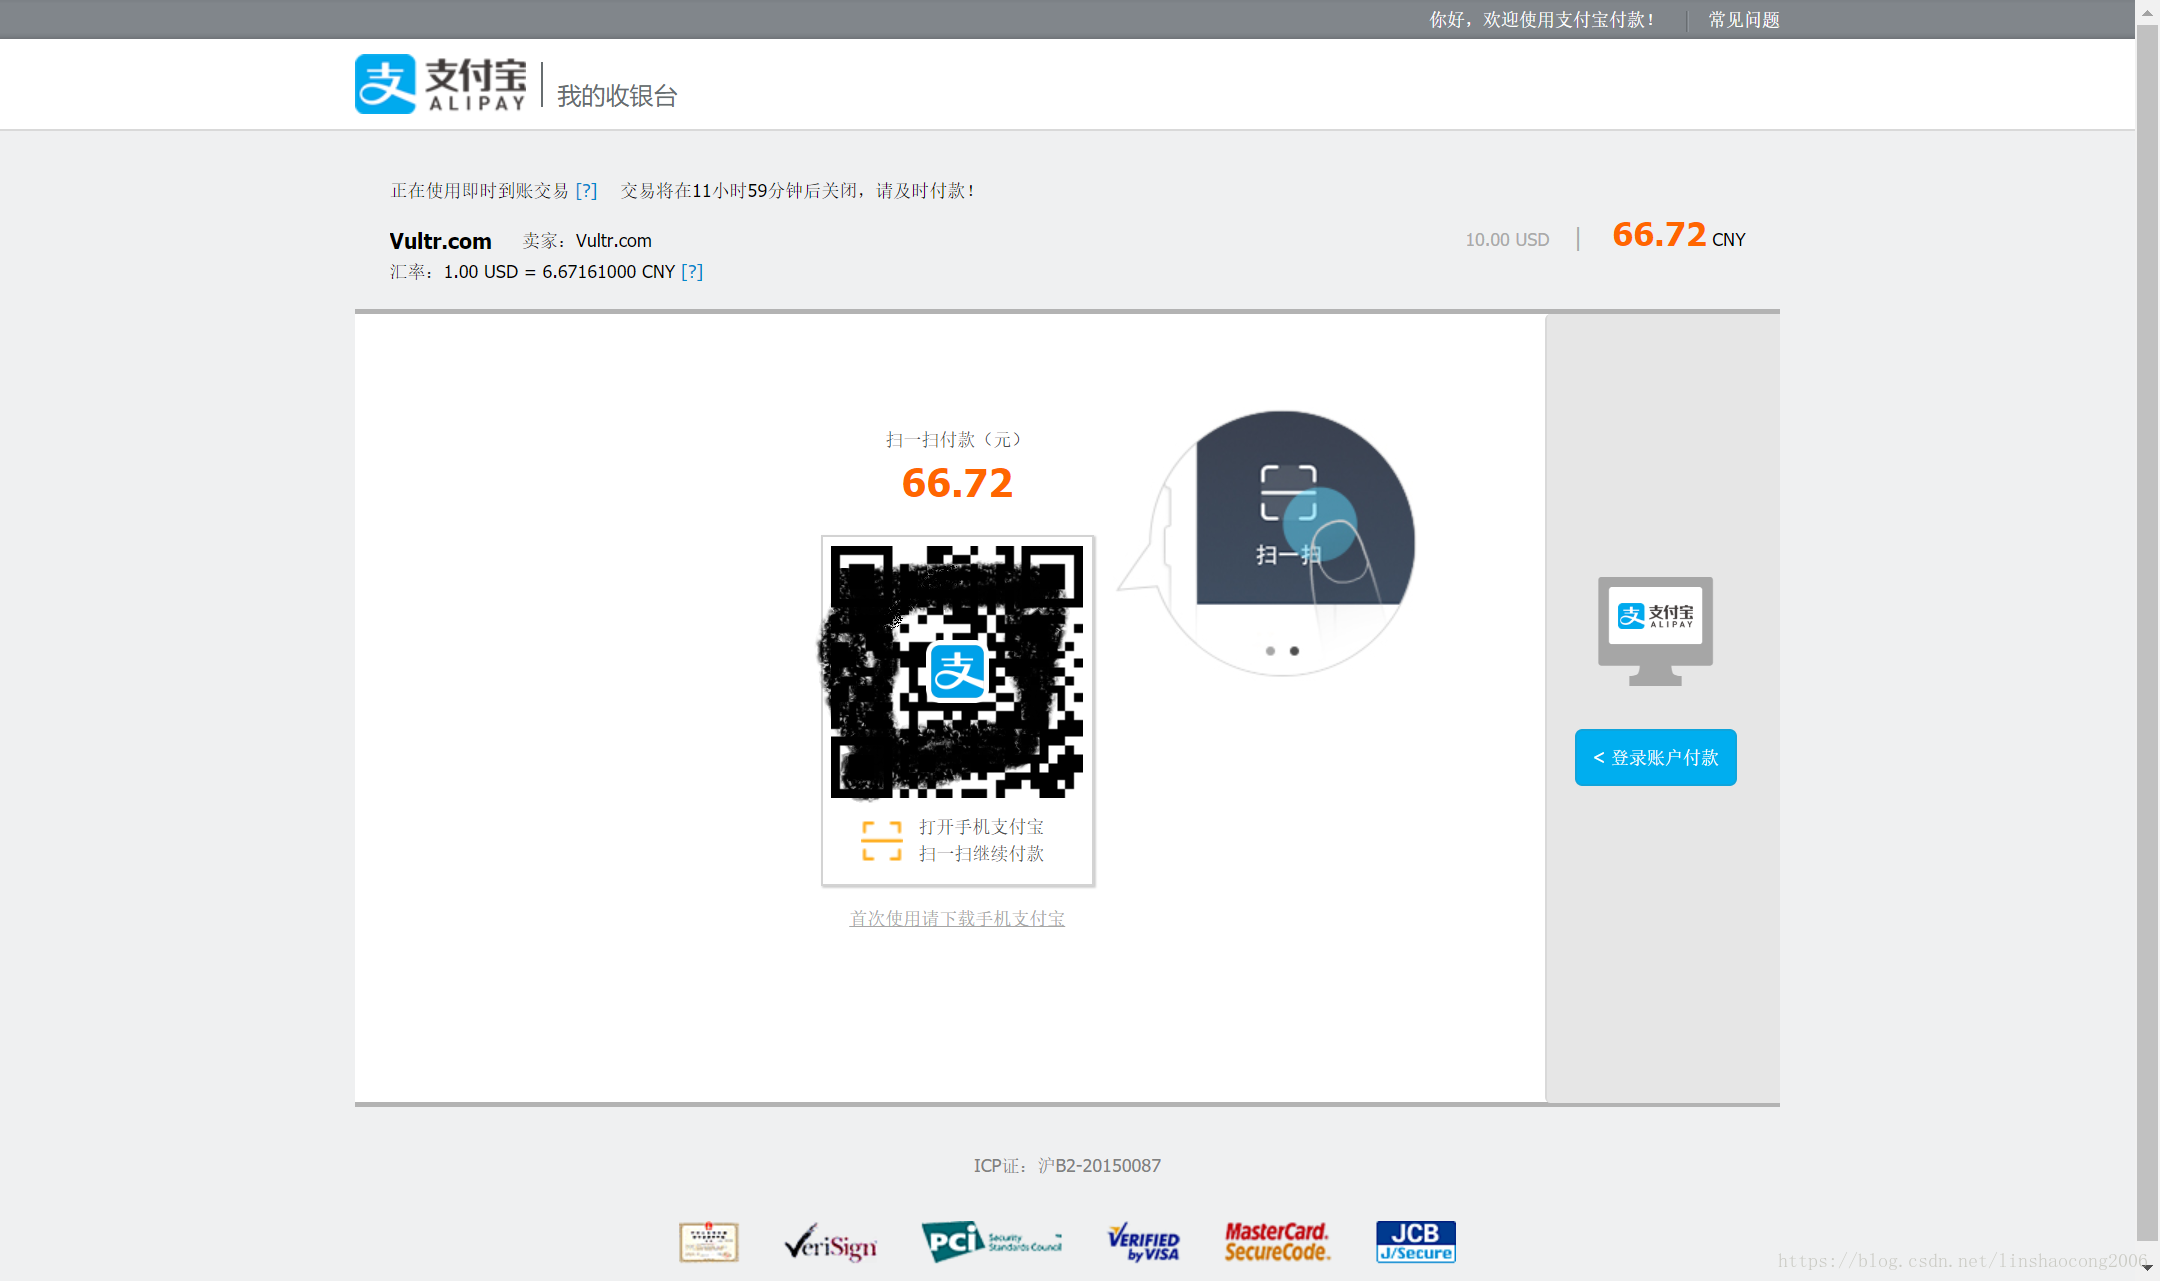 你好，欢迎使用支付宝付款！ 常见问题
支付宝
ALIPAY
我的收银台
正在使用即时到账交易 [?] 交易将在11小时59分钟后关闭，请及时付款！
Vultr.com 卖家：Vultr.com
10.00 USD | 66.72 CNY
汇率：1.00 USD = 6.67161000 CNY [?]
扫一扫付款（元）
66.72
扫一扫
支
打开手机支付宝
扫一扫继续付款
首次使用请下载手机支付宝
支付宝
ALIPAY
< 登录账户付款
ICP证：沪B2-20150087
VeriSign
PCi Security Standards Council
VERIFIED by VISA
MasterCard. SecureCode.
JCB J/Secure
https://blog.csdn.net/linshaocong2006